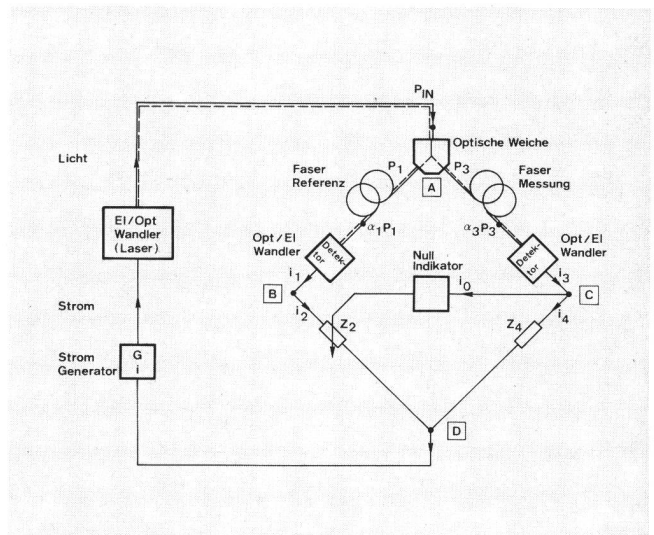 P_IN
Optische Weiche
Licht
Faser
Referenz
P₁
P₃
Faser
Messung
A
El/Opt
Wandler
(Laser)
α₁P₁
α₃P₃
Opt/El
Wandler
Detek-
tor
Null
Indikator
Detek-
tor
Opt/El
Wandler
i₁
i₃
B
i₂
i₀
C
i₄
Strom
Z₂
Z₄
Strom
Generator
G
i
D